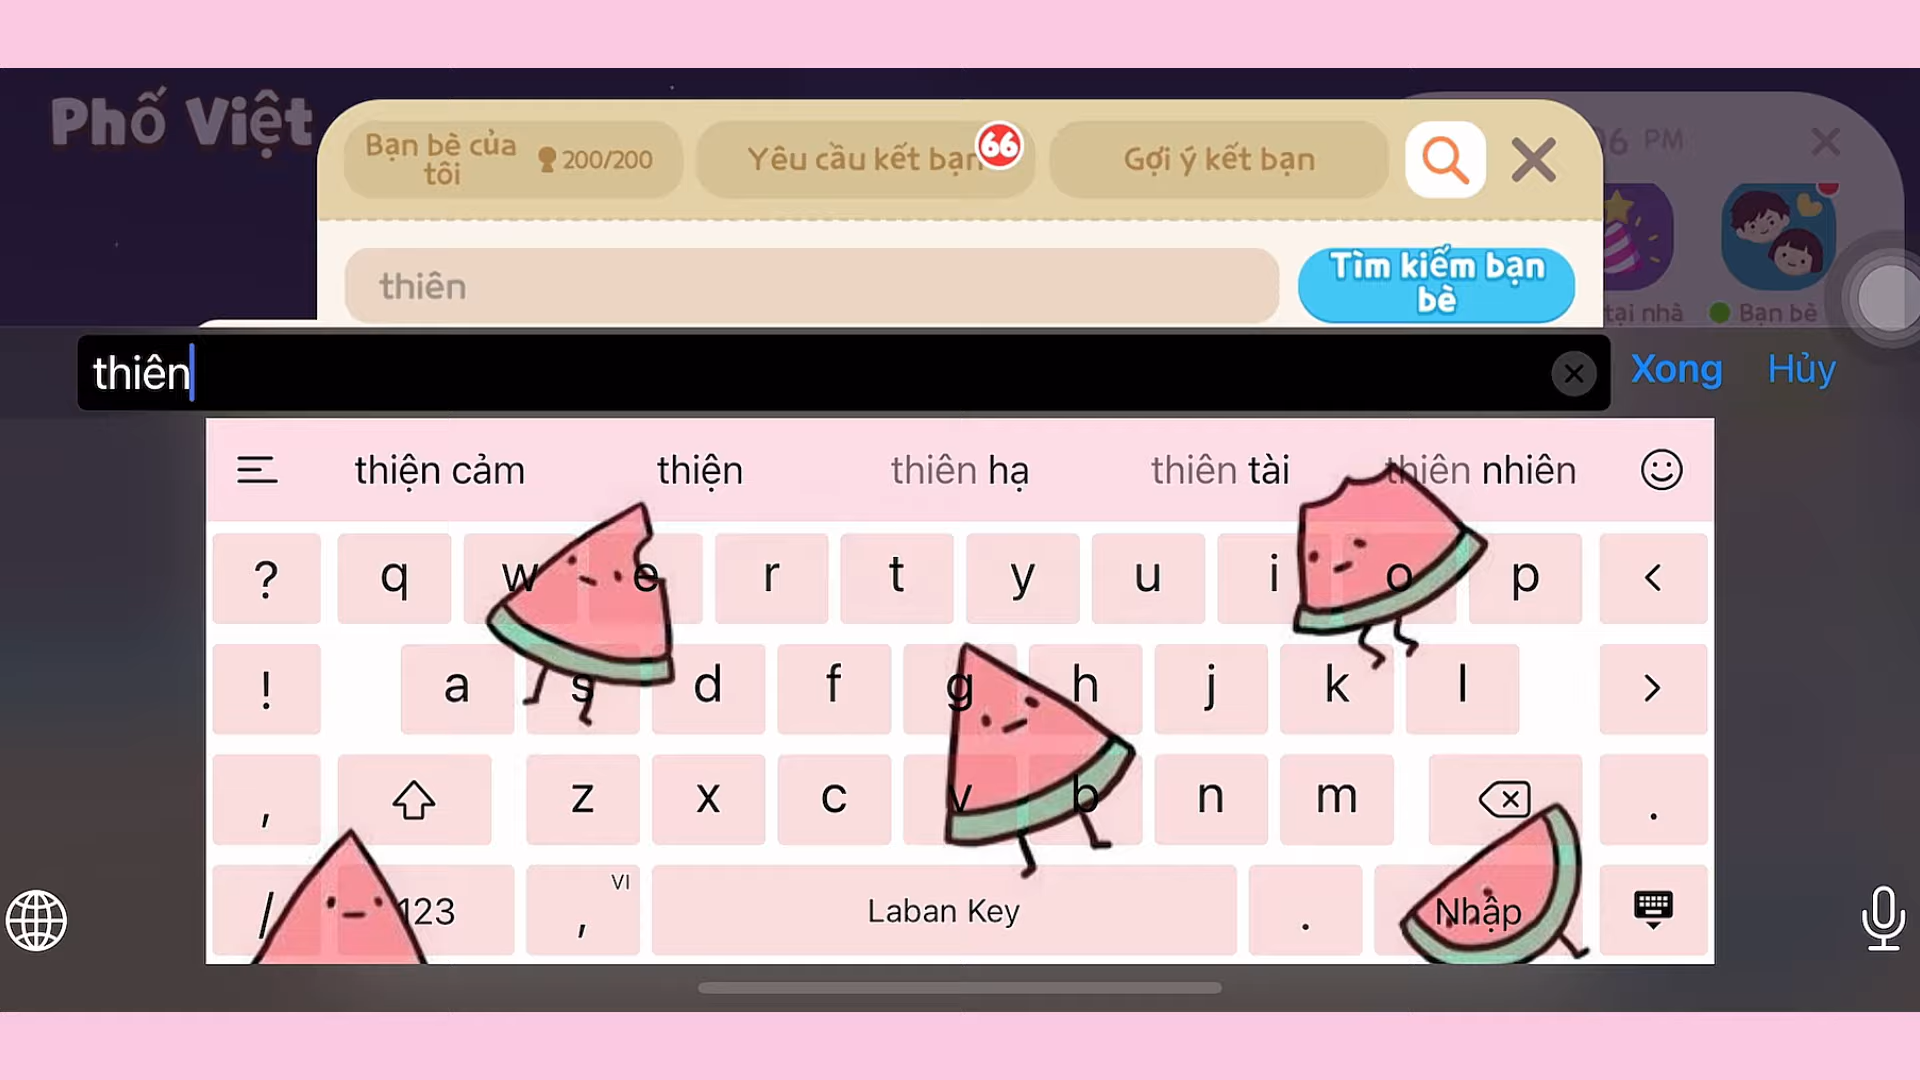 Phố Việt
Bạn bè của
tôi
200/200
Yêu cầu kết bạn
66
Gợi ý kết bạn
PM
thiên
Tìm kiếm bạn
bè
tại nhà
Bạn bè
thiên
Xong
Hủy
thiện cảm
thiện
thiên hạ
thiên tài
thiên nhiên
? q w e r t y u i o p <
! a s d f g h j k l >
, z x c v b n m .
/ 123 , VI Laban Key . Nhập